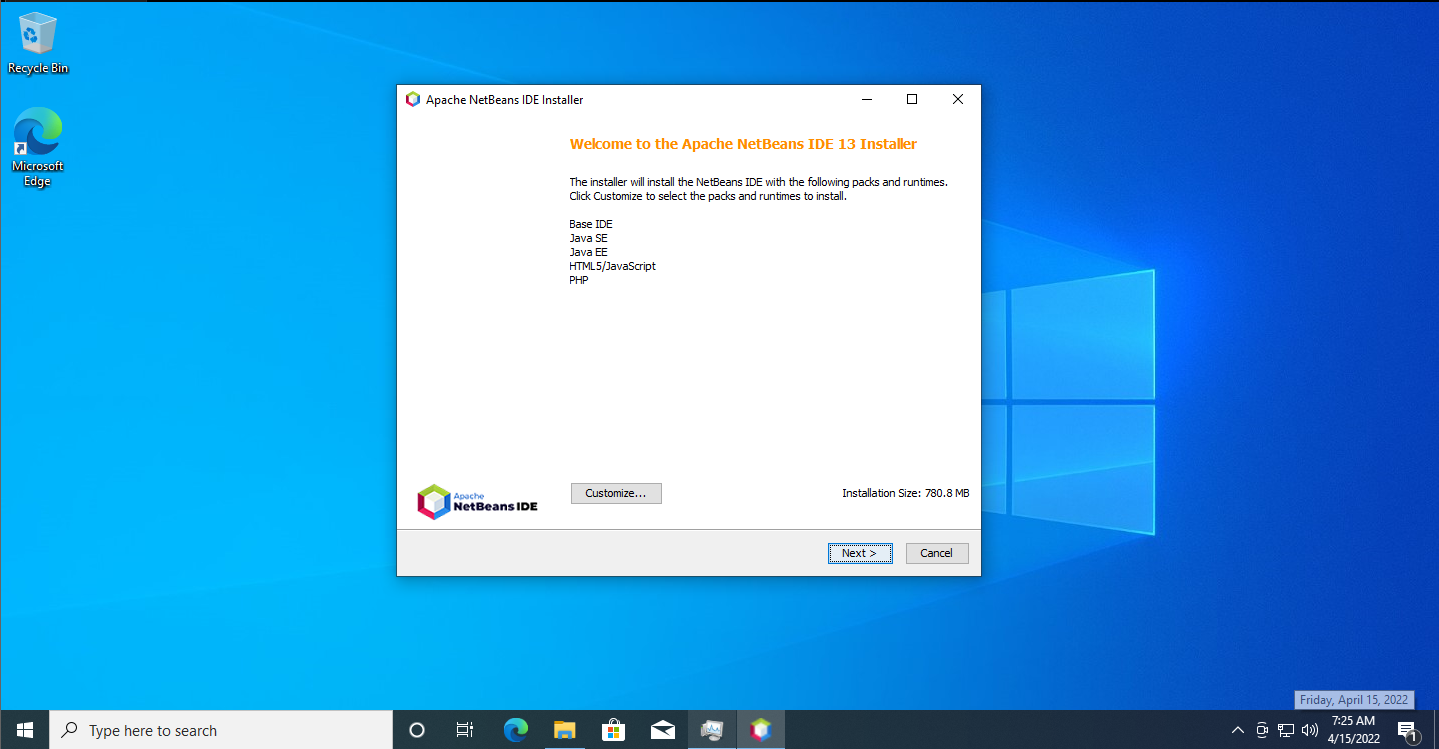 Recycle Bin
Microsoft
Edge
Apache NetBeans IDE Installer
Welcome to the Apache NetBeans IDE 13 Installer
The installer will install the NetBeans IDE with the following packs and runtimes.
Click Customize to select the packs and runtimes to install.
Base IDE
Java SE
Java EE
HTML5/JavaScript
PHP
Apache
NetBeans IDE
Customize...
Installation Size: 780.8 MB
Next >
Cancel
Friday, April 15, 2022
Type here to search
7:25 AM
4/15/2022
1